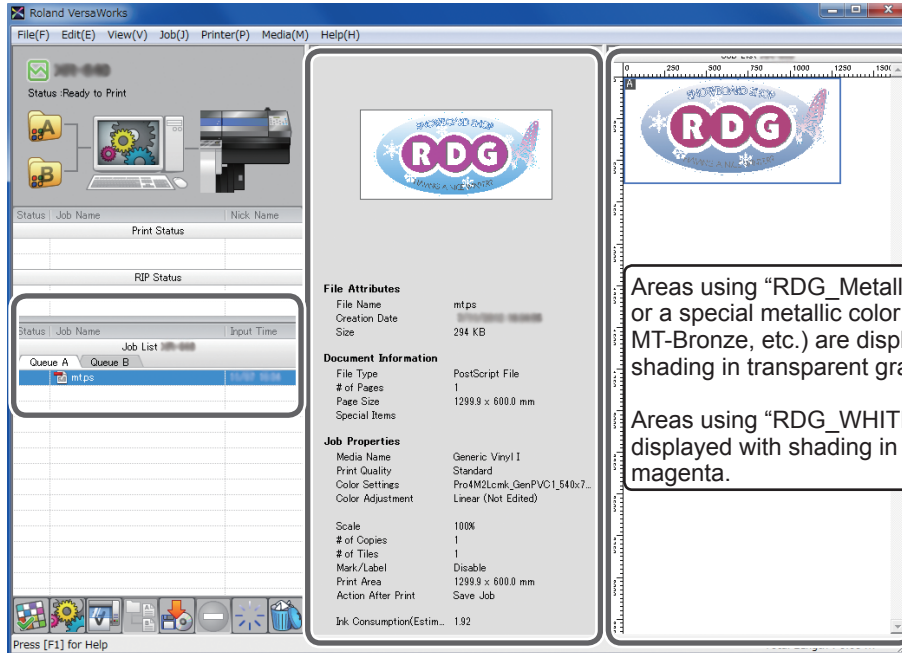 Roland VersaWorks
File(F) Edit(E) View(V) Job(J) Printer(P) Media(M) Help(H)
Status :Ready to Print
A
B
Status Job Name Nick Name
Print Status
RIP Status
Status Job Name Input Time
Job List
Queue A Queue B
mt.ps
SNOWBOARD SHOP
RDG
File Attributes
File Name mt.ps
Creation Date
Size 294 KB
Document Information
File Type PostScript File
# of Pages 1
Page Size 1299.9 x 600.0 mm
Special Items
Job Properties
Media Name Generic Vinyl I
Print Quality Standard
Color Settings Pro4M2Lcmk_GenPVC1_540x7...
Color Adjustment Linear (Not Edited)
Scale 100%
# of Copies 1
# of Tiles 1
Mark/Label Disable
Print Area 1299.9 x 600.0 mm
Action After Print Save Job
Ink Consumption(Estim... 1.92
0 250 500 750 1000 1250 1500
A
SNOWBOARD SHOP
RDG
Areas using “RDG_Metall
or a special metallic color
MT-Bronze, etc.) are displ
shading in transparent gra
Areas using “RDG_WHIT
displayed with shading in
magenta.
Press [F1] for Help